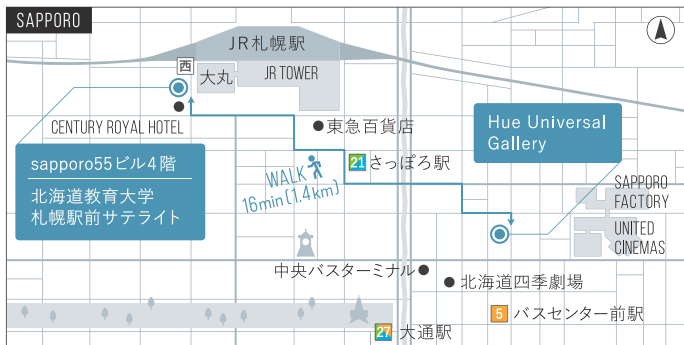 SAPPORO
JR札幌駅
西
大丸
JR TOWER
CENTURY ROYAL HOTEL
東急百貨店
Hue Universal
Gallery
sapporo55ビル4階
北海道教育大学
札幌駅前サテライト
21 さっぽろ駅
WALK
16min(1.4km)
SAPPORO
FACTORY
UNITED
CINEMAS
中央バスターミナル
北海道四季劇場
5 バスセンター前駅
27 大通駅